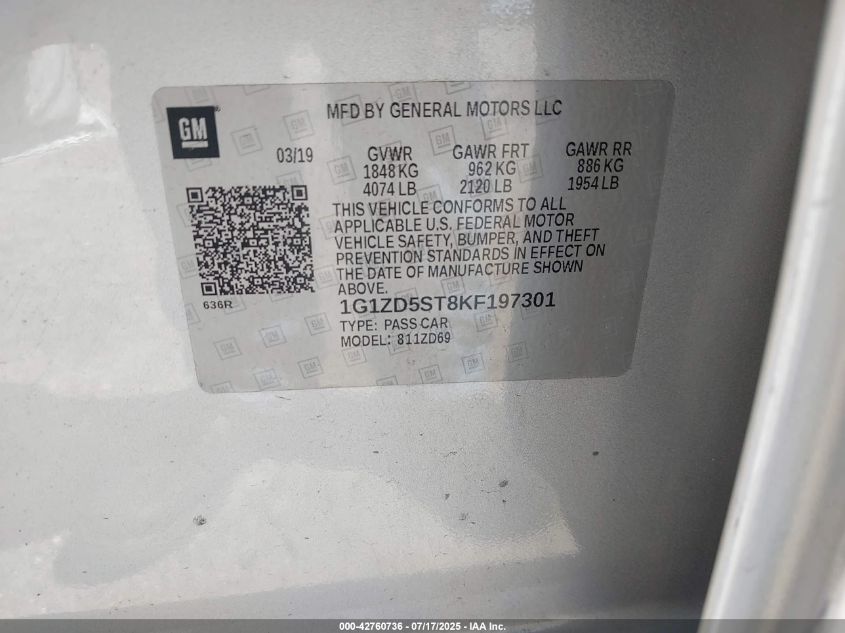 GM
MFD BY GENERAL MOTORS LLC
03/19 GVWR GAWR FRT GAWR RR
1848 KG 962 KG 886 KG
4074 LB 2120 LB 1954 LB
THIS VEHICLE CONFORMS TO ALL
APPLICABLE U.S. FEDERAL MOTOR
VEHICLE SAFETY, BUMPER, AND THEFT
PREVENTION STANDARDS IN EFFECT ON
THE DATE OF MANUFACTURE SHOWN
ABOVE.
636R
1G1ZD5ST8KF197301
TYPE: PASS CAR
MODEL: 811ZD69
000-42760736 - 07/17/2025 - IAA Inc.